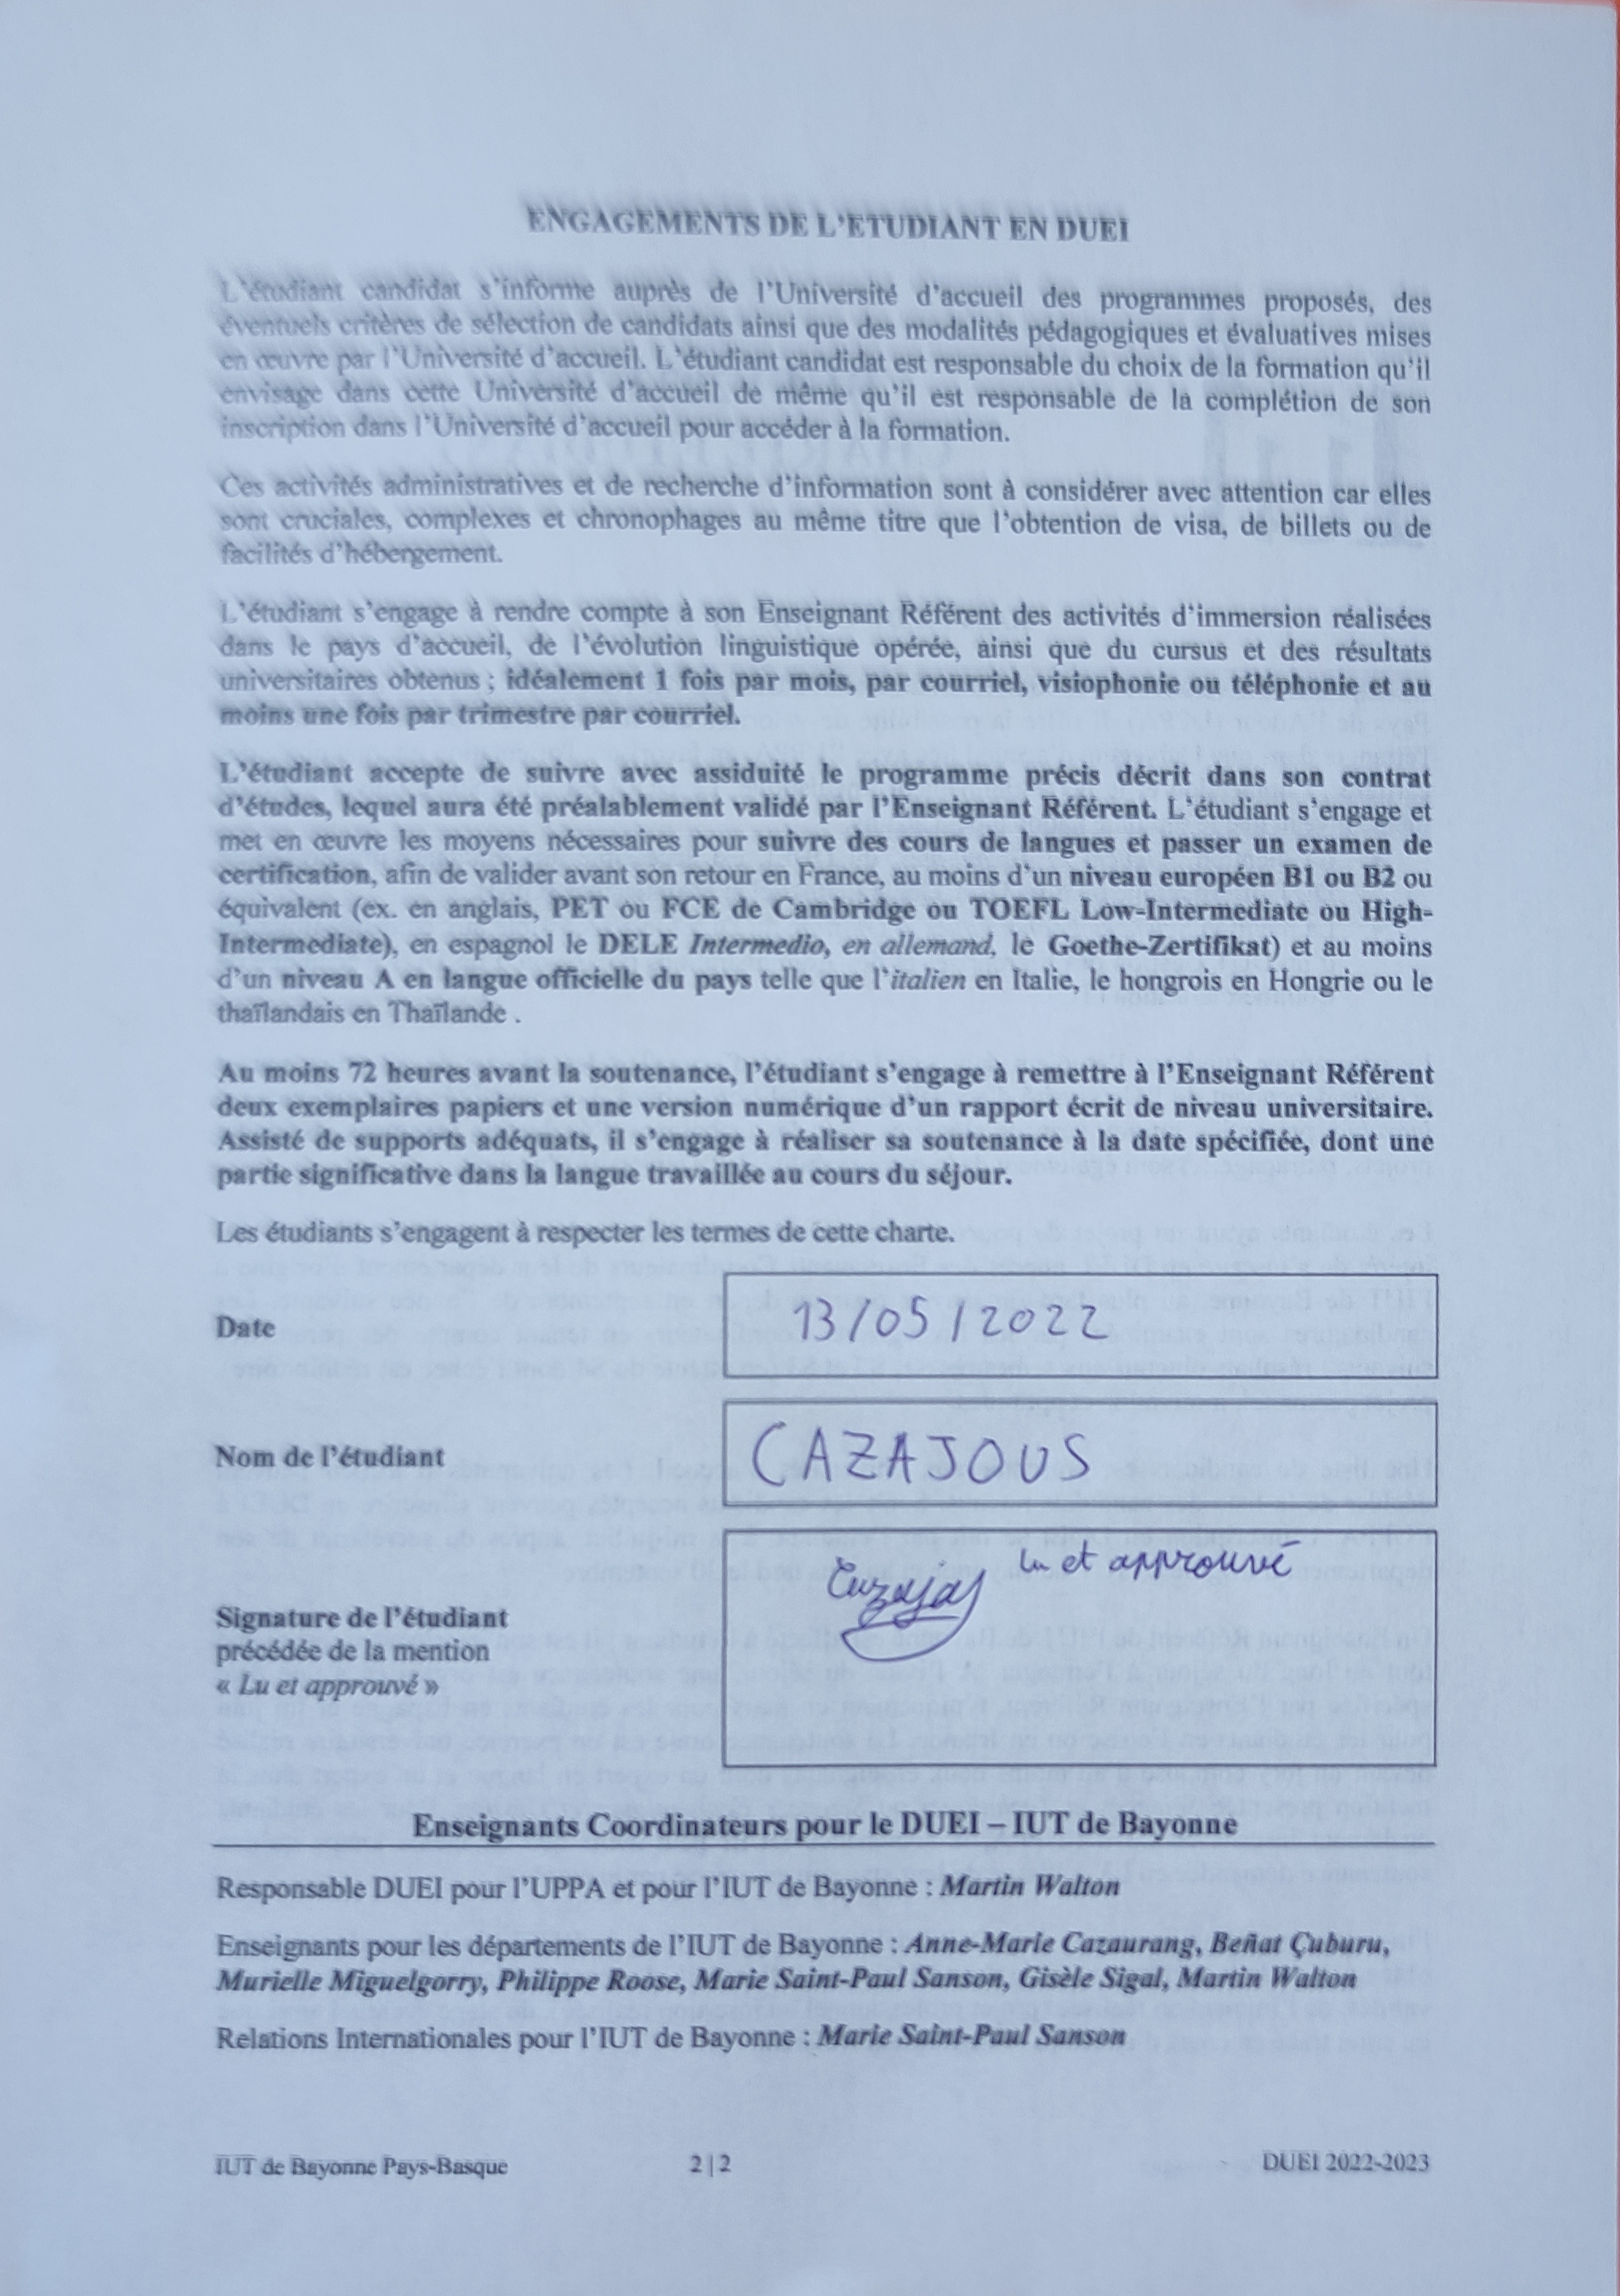 ENGAGEMENTS DE L'ETUDIANT EN DUEI
L'étudiant candidat s'informe auprès de l'Université d'accueil des programmes proposés, des
éventuels critères de sélection de candidats ainsi que des modalités pédagogiques et évaluatives mises
en œuvre par l'Université d'accueil. L'étudiant candidat est responsable du choix de la formation qu'il
envisage dans cette Université d'accueil de même qu'il est responsable de la complétion de son
inscription dans l'Université d'accueil pour accéder à la formation.
Ces activités administratives et de recherche d'information sont à considérer avec attention car elles
sont cruciales, complexes et chronophages au même titre que l'obtention de visa, de billets ou de
facilités d'hébergement.
L'étudiant s'engage à rendre compte à son Enseignant Référent des activités d'immersion réalisées
dans le pays d'accueil, de l'évolution linguistique opérée, ainsi que du cursus et des résultats
universitaires obtenus ; idéalement 1 fois par mois, par courriel, visiophonie ou téléphonie et au
moins une fois par trimestre par courriel.
L'étudiant accepte de suivre avec assiduité le programme précis décrit dans son contrat
d'études, lequel aura été préalablement validé par l'Enseignant Référent. L'étudiant s'engage et
met en œuvre les moyens nécessaires pour suivre des cours de langues et passer un examen de
certification, afin de valider avant son retour en France, au moins d'un niveau européen B1 ou B2 ou
équivalent (ex. en anglais, PET ou FCE de Cambridge ou TOEFL Low-Intermediate ou High-
Intermediate), en espagnol le DELE Intermedio, en allemand, le Goethe-Zertifikat) et au moins
d'un niveau A en langue officielle du pays telle que l'italien en Italie, le hongrois en Hongrie ou le
thaïlandais en Thaïlande .
Au moins 72 heures avant la soutenance, l'étudiant s'engage à remettre à l'Enseignant Référent
deux exemplaires papiers et une version numérique d'un rapport écrit de niveau universitaire.
Assisté de supports adéquats, il s'engage à réaliser sa soutenance à la date spécifiée, dont une
partie significative dans la langue travaillée au cours du séjour.
Les étudiants s'engagent à respecter les termes de cette charte.
Date 13/05/2022
Nom de l'étudiant CAZAJOUS
lu et approuvé
Signature de l'étudiant
précédée de la mention
« Lu et approuvé »
Enseignants Coordinateurs pour le DUEI – IUT de Bayonne
Responsable DUEI pour l'UPPA et pour l'IUT de Bayonne : Martin Walton
Enseignants pour les départements de l'IUT de Bayonne : Anne-Marie Cazaurang, Beñat Çuburu,
Murielle Miguelgorry, Philippe Roose, Marie Saint-Paul Sanson, Gisèle Sigal, Martin Walton
Relations Internationales pour l'IUT de Bayonne : Marie Saint-Paul Sanson
IUT de Bayonne Pays-Basque 2 | 2 DUEI 2022-2023